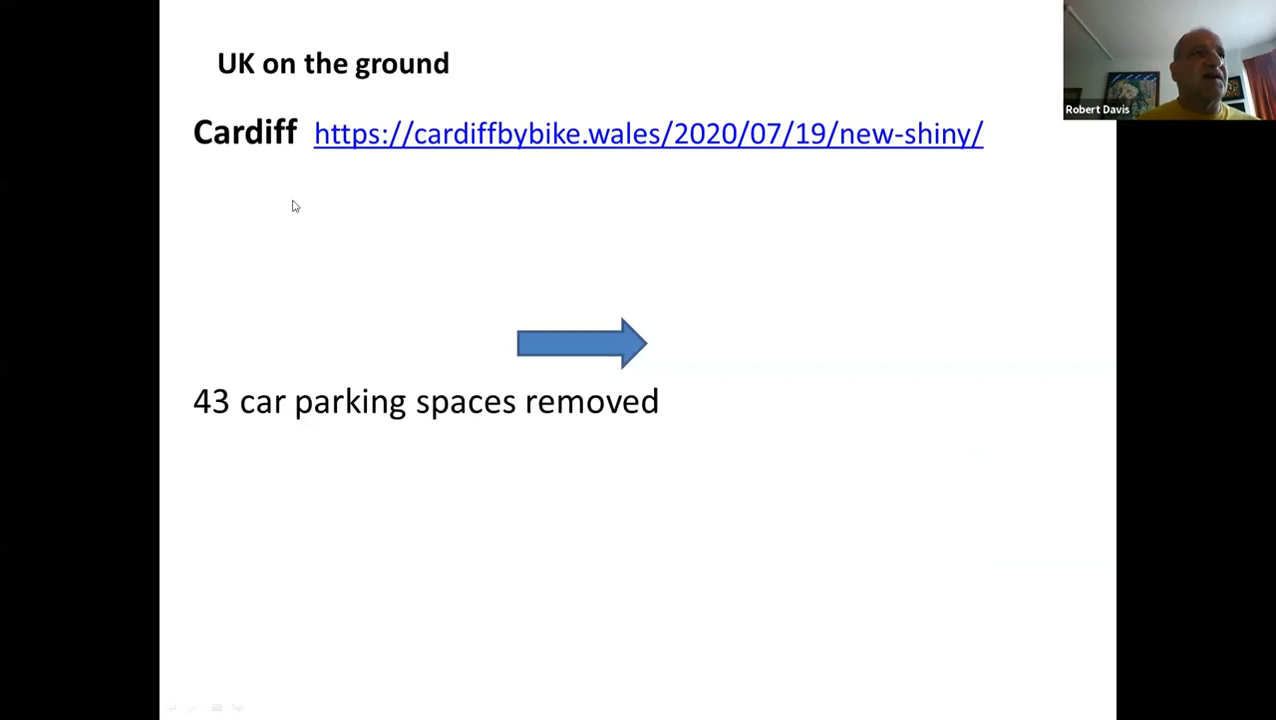 UK on the ground
Cardiff https://cardiffbybike.wales/2020/07/19/new-shiny/
Robert Davis
43 car parking spaces removed